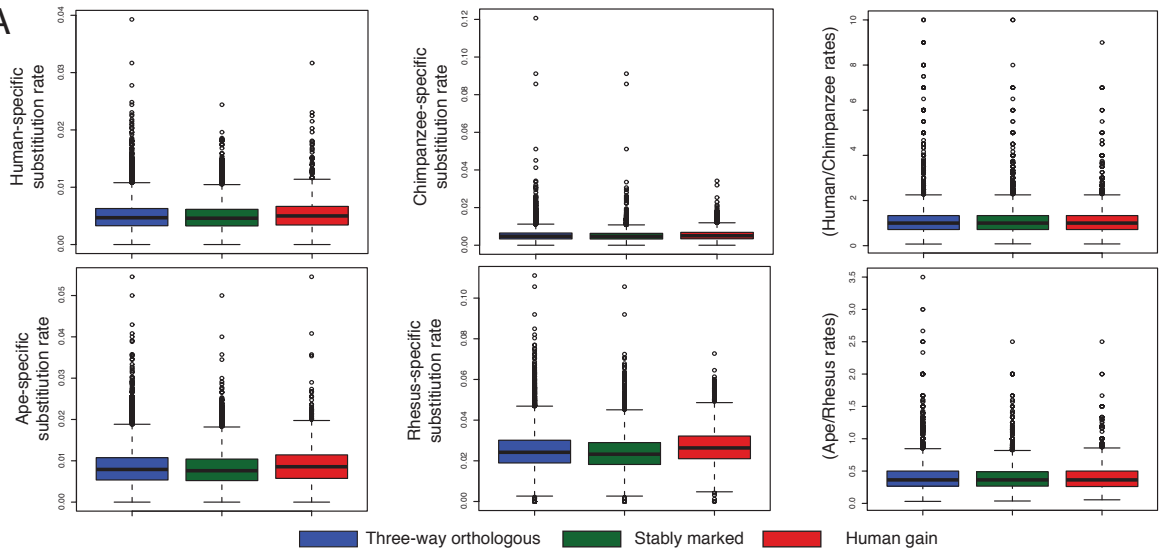 A
Human-specific
substitution rate
0.00
0.01
0.02
0.03
0.04
Chimpanzee-specific
substitiution rate
0.00
0.02
0.04
0.06
0.08
0.10
0.12
(Human/Chimpanzee rates)
0
2
4
6
8
10
Ape-specific
substitiution rate
0.00
0.01
0.02
0.03
0.04
0.05
Rhesus-specific
substitiution rate
0.00
0.02
0.04
0.06
0.08
0.10
(Ape/Rhesus rates)
0.0
0.5
1.0
1.5
2.0
2.5
3.0
3.5
Three-way orthologous
Stably marked
Human gain